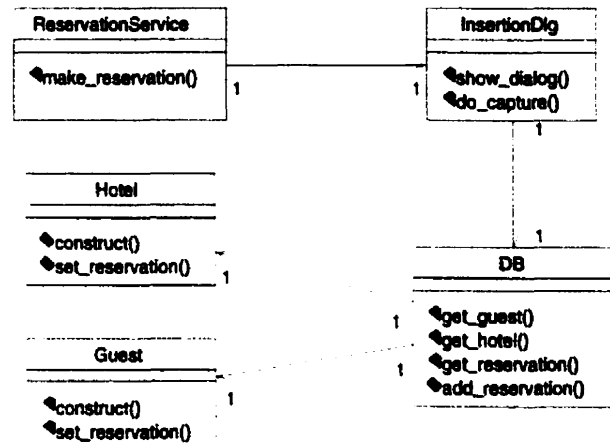 ReservationService
make_reservation()
1
1
InsertionDlg
show_dialog()
do_capture()
1
1
Hotel
construct()
set_reservation()
1
1
DB
get_guest()
get_hotel()
get_reservation()
add_reservation()
1
Guest
construct()
set_reservation()
1